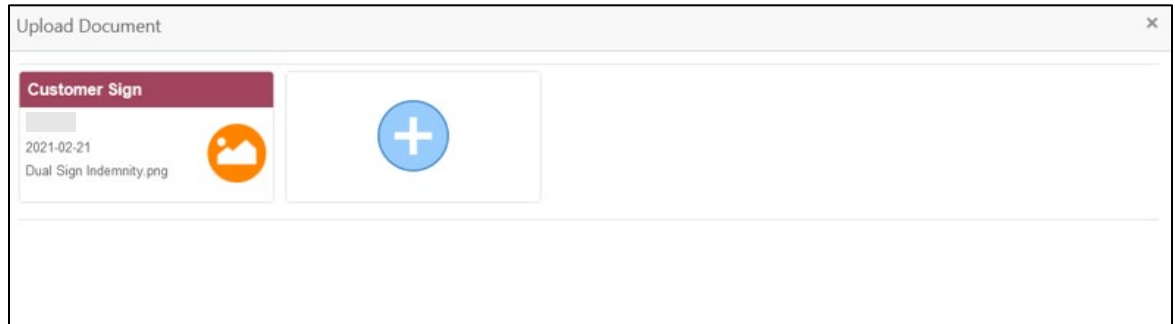 Upload Document
×
Customer Sign
2021-02-21
Dual Sign Indemnity.png